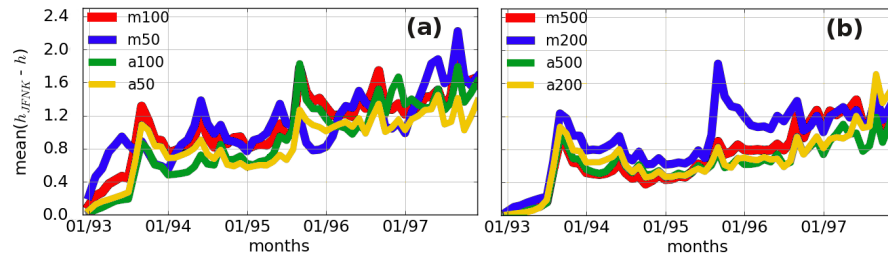 mean(h_JFNK - h)
2.4
2.0
1.6
1.2
0.8
0.4
0.0
(a)
m100
m50
a100
a50
01/93 01/94 01/95 01/96 01/97
months
(b)
m500
m200
a500
a200
01/93 01/94 01/95 01/96 01/97
months